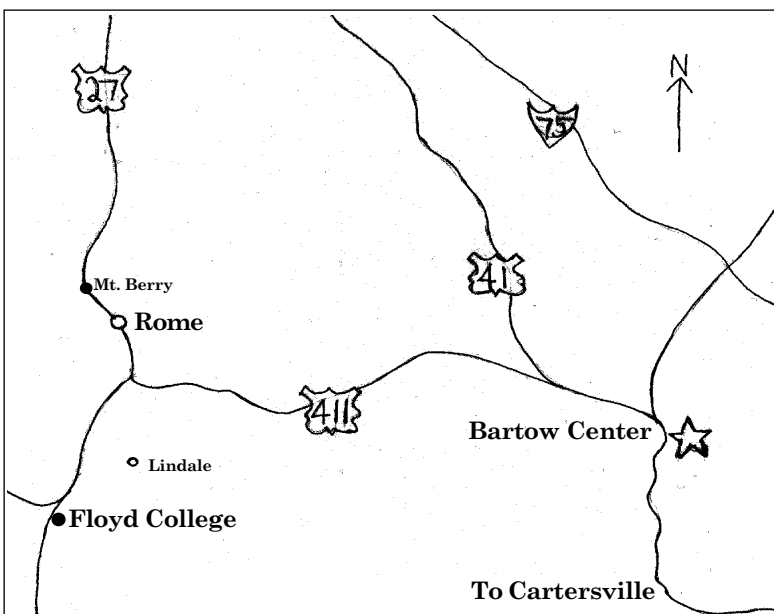 27
N
75
41
Mt. Berry
Rome
411
Bartow Center
Lindale
Floyd College
To Cartersville